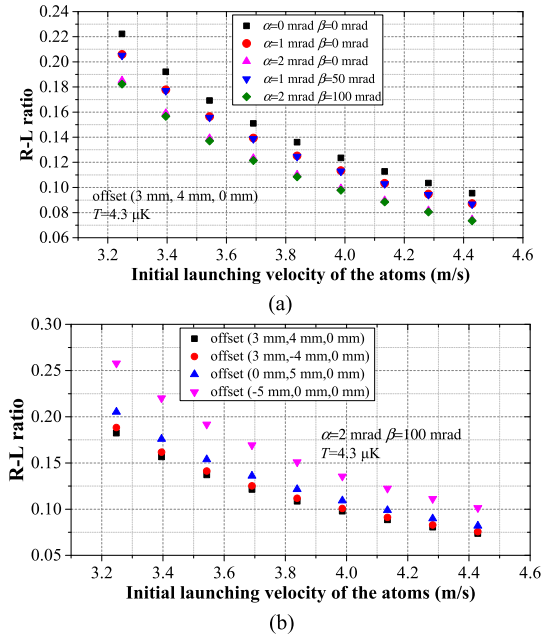 R-L ratio
0.24
0.22
0.20
0.18
0.16
0.14
0.12
0.10
0.08
0.06
α=0 mrad β=0 mrad
α=1 mrad β=0 mrad
α=2 mrad β=0 mrad
α=1 mrad β=50 mrad
α=2 mrad β=100 mrad
offset (3 mm, 4 mm, 0 mm)
T=4.3 μK
3.2 3.4 3.6 3.8 4.0 4.2 4.4 4.6
Initial launching velocity of the atoms (m/s)
(a)
R-L ratio
0.30
0.25
0.20
0.15
0.10
0.05
offset (3 mm,4 mm,0 mm)
offset (3 mm,-4 mm,0 mm)
offset (0 mm,5 mm,0 mm)
offset (-5 mm,0 mm,0 mm)
α=2 mrad β=100 mrad
T=4.3 μK
3.2 3.4 3.6 3.8 4.0 4.2 4.4 4.6
Initial launching velocity of the atoms (m/s)
(b)